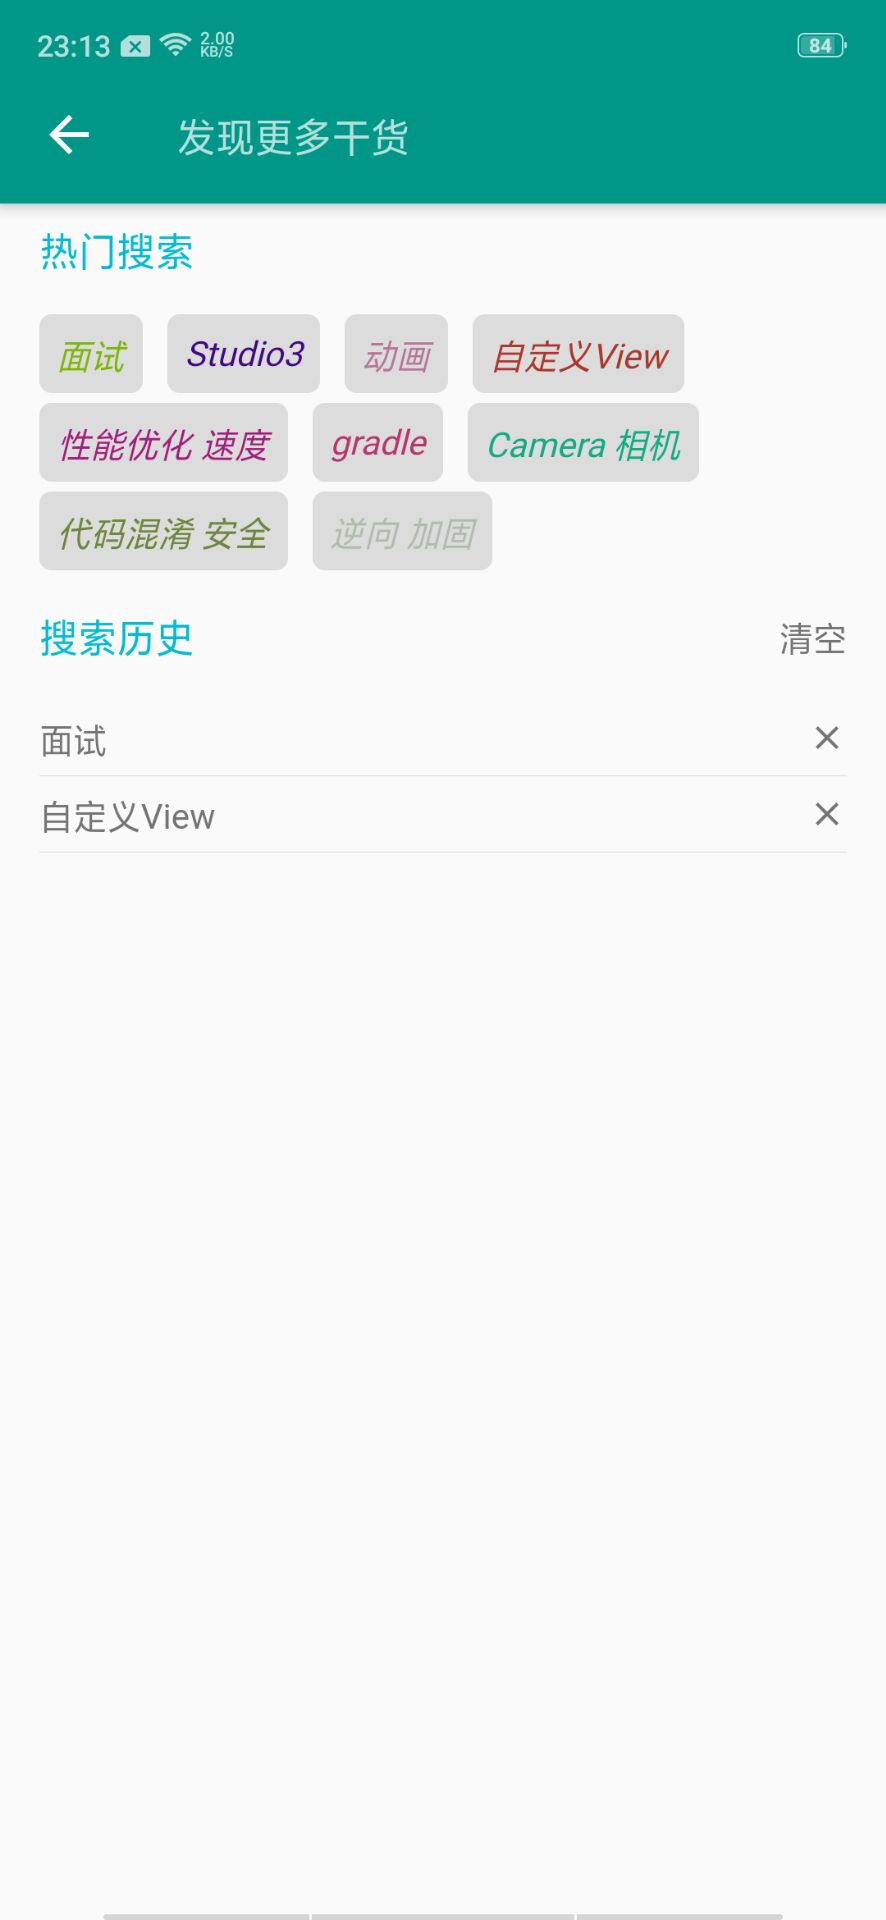 23:13 2.00 KB/S 84
发现更多干货
热门搜索
面试 Studio3 动画 自定义View
性能优化 速度 gradle Camera 相机
代码混淆 安全 逆向 加固
搜索历史 清空
面试
自定义View